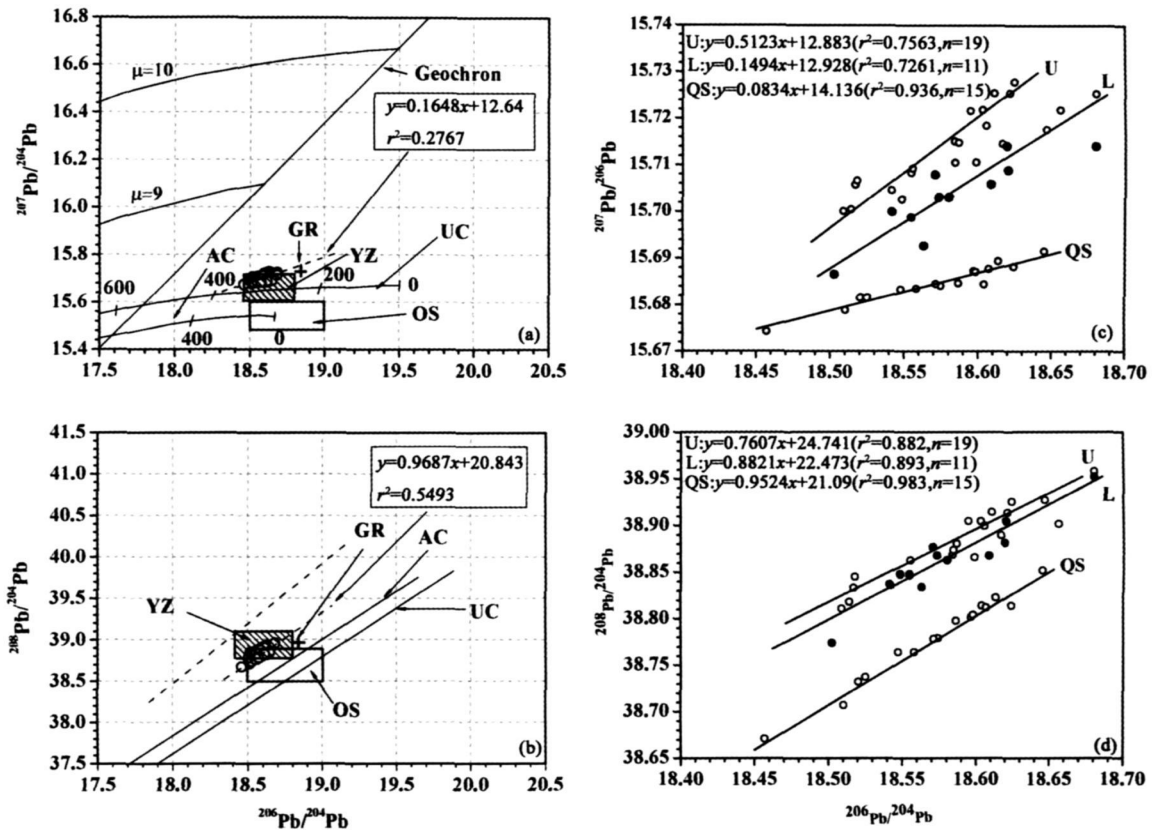 16.8
16.6
16.4
16.2
16.0
15.8
15.6
15.4
²⁰⁷Pb/²⁰⁴Pb
μ=10
μ=9
Geochron
y=0.1648x+12.64
r²=0.2767
AC
GR
YZ
UC
OS
600
400
200
0
400
0
(a)
17.5 18.0 18.5 19.0 19.5 20.0 20.5
15.74
15.73
15.72
15.71
15.70
15.69
15.68
15.67
²⁰⁷Pb/²⁰⁶Pb
U:y=0.5123x+12.883(r²=0.7563,n=19)
L:y=0.1494x+12.928(r²=0.7261,n=11)
QS:y=0.0834x+14.136(r²=0.936,n=15)
U
L
QS
(c)
18.40 18.45 18.50 18.55 18.60 18.65 18.70
41.5
41.0
40.5
40.0
39.5
39.0
38.5
38.0
37.5
²⁰⁸Pb/²⁰⁴Pb
y=0.9687x+20.843
r²=0.5493
GR
AC
YZ
UC
OS
(b)
17.5 18.0 18.5 19.0 19.5 20.0 20.5
²⁰⁶Pb/²⁰⁴Pb
39.00
38.95
38.90
38.85
38.80
38.75
38.70
38.65
²⁰⁸Pb/²⁰⁴Pb
U:y=0.7607x+24.741(r²=0.882,n=19)
L:y=0.8821x+22.473(r²=0.893,n=11)
QS:y=0.9524x+21.09(r²=0.983,n=15)
U
L
QS
(d)
18.40 18.45 18.50 18.55 18.60 18.65 18.70
²⁰⁶Pb/²⁰⁴Pb